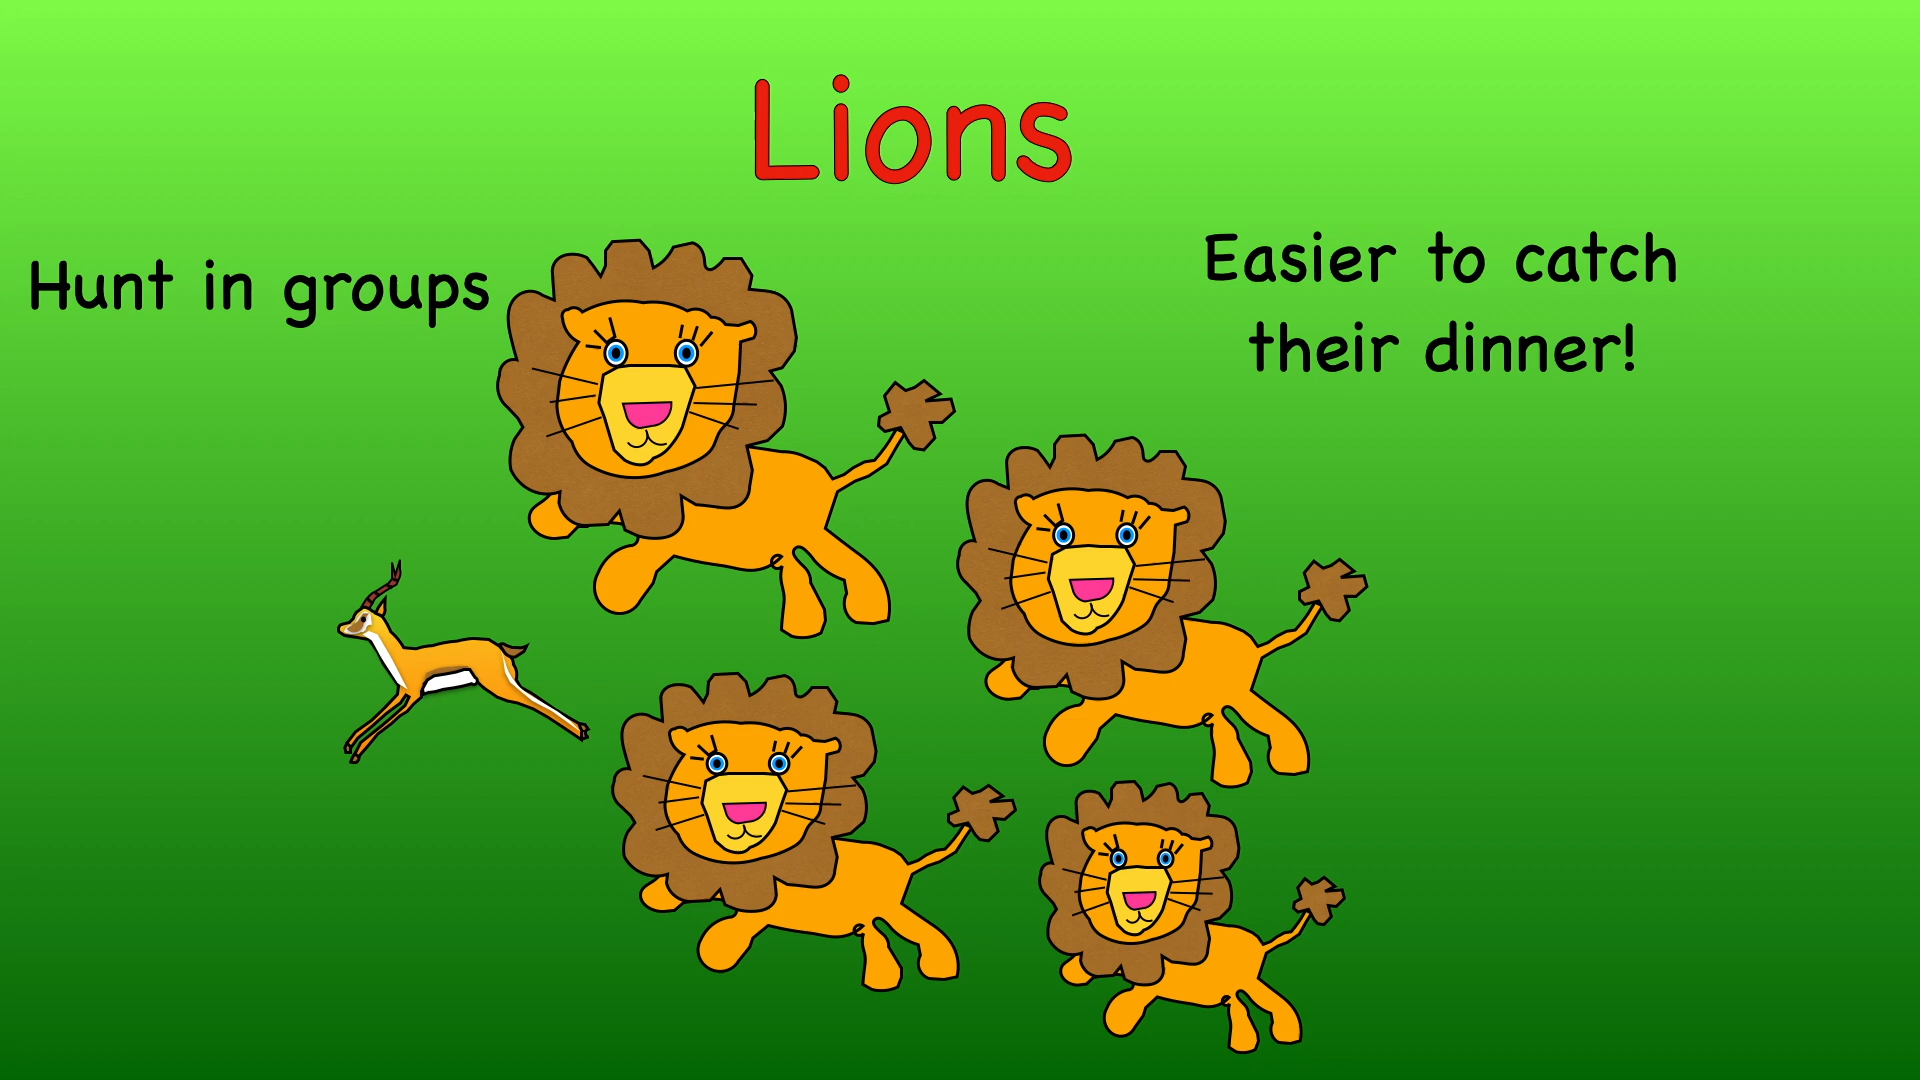 Lions
Hunt in groups
Easier to catch
their dinner!